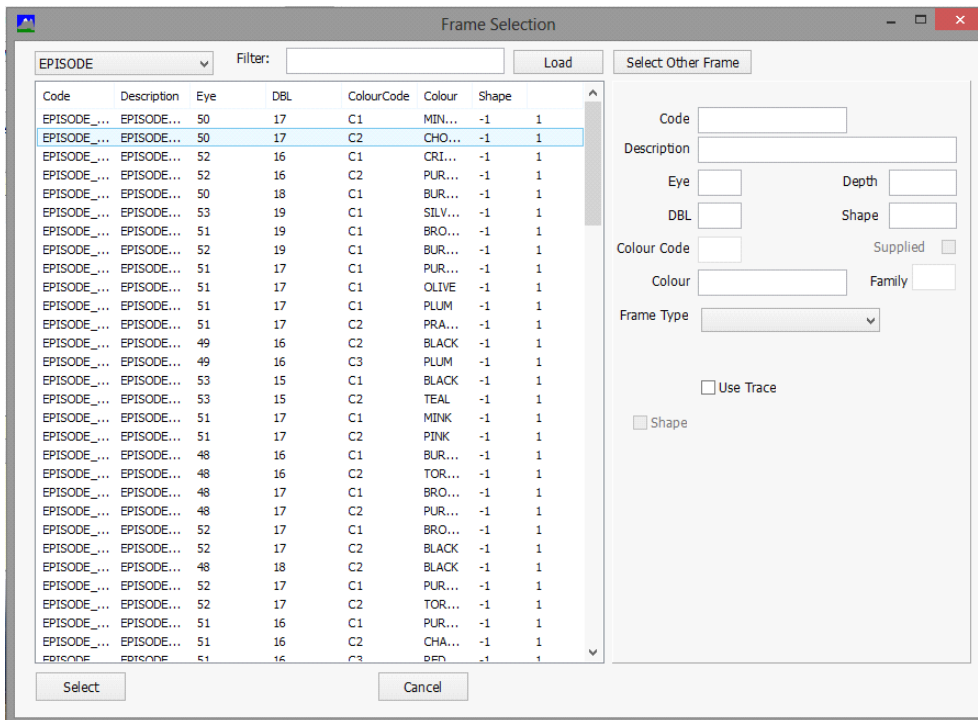 Frame Selection
EPISODE Filter: Load Select Other Frame
Code Description Eye DBL ColourCode Colour Shape
EPISODE_... EPISODE... 50 17 C1 MIN... -1 1
EPISODE_... EPISODE... 50 17 C2 CHO... -1 1
EPISODE_... EPISODE... 52 16 C1 CRI... -1 1
EPISODE_... EPISODE... 52 16 C2 PUR... -1 1
EPISODE_... EPISODE... 50 18 C1 BUR... -1 1
EPISODE_... EPISODE... 53 19 C1 SILV... -1 1
EPISODE_... EPISODE... 51 19 C1 BRO... -1 1
EPISODE_... EPISODE... 52 19 C1 BUR... -1 1
EPISODE_... EPISODE... 51 17 C1 PUR... -1 1
EPISODE_... EPISODE... 51 17 C1 OLIVE -1 1
EPISODE_... EPISODE... 51 17 C1 PLUM -1 1
EPISODE_... EPISODE... 51 17 C2 PRA... -1 1
EPISODE_... EPISODE... 49 16 C2 BLACK -1 1
EPISODE_... EPISODE... 49 16 C3 PLUM -1 1
EPISODE_... EPISODE... 53 15 C1 BLACK -1 1
EPISODE_... EPISODE... 53 15 C2 TEAL -1 1
EPISODE_... EPISODE... 51 17 C1 MINK -1 1
EPISODE_... EPISODE... 51 17 C2 PINK -1 1
EPISODE_... EPISODE... 48 16 C1 BUR... -1 1
EPISODE_... EPISODE... 48 16 C2 TOR... -1 1
EPISODE_... EPISODE... 48 17 C1 BRO... -1 1
EPISODE_... EPISODE... 48 17 C2 PUR... -1 1
EPISODE_... EPISODE... 52 17 C1 BRO... -1 1
EPISODE_... EPISODE... 52 17 C2 BLACK -1 1
EPISODE_... EPISODE... 48 18 C2 BLACK -1 1
EPISODE_... EPISODE... 52 17 C1 PUR... -1 1
EPISODE_... EPISODE... 52 17 C2 TOR... -1 1
EPISODE_... EPISODE... 51 16 C1 PUR... -1 1
EPISODE_... EPISODE... 51 16 C2 CHA... -1 1
EPISODE EPISODE 51 16 C3 RED -1 1
Code
Description
Eye Depth
DBL Shape
Colour Code Supplied
Colour Family
Frame Type
Use Trace
Shape
Select Cancel